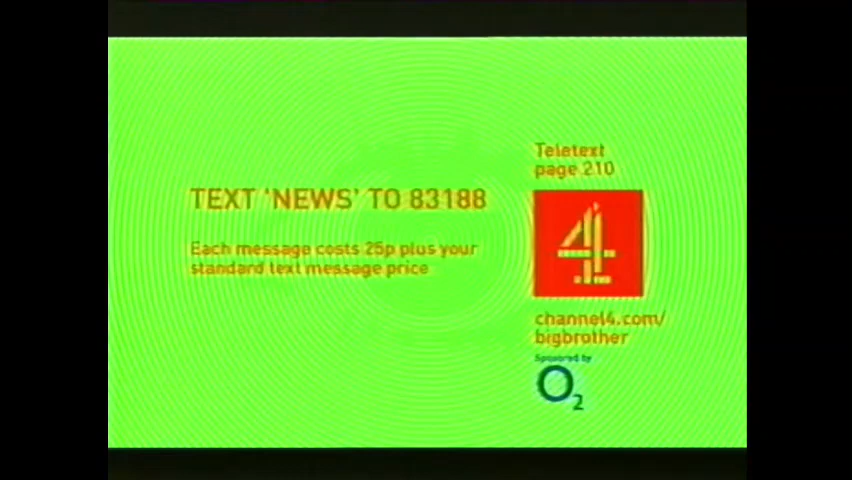 TEXT 'NEWS' TO 83188
Each message costs 25p plus your
standard text message price
Teletext
page 210
4
channel4.com/
bigbrother
Sponsored by
O2